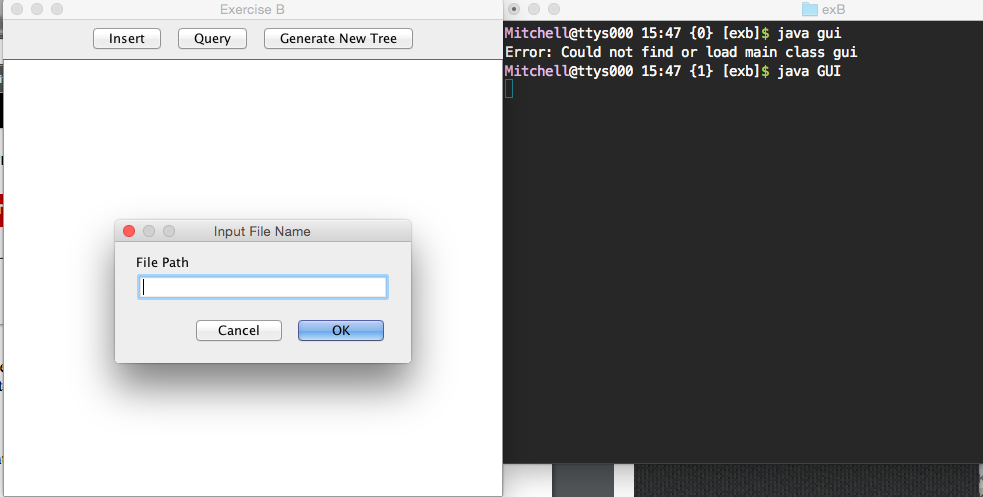 Exercise B
Insert
Query
Generate New Tree
Input File Name
File Path
Cancel
OK
exB
Mitchell@ttys000 15:47 {0} [exb]$ java gui
Error: Could not find or load main class gui
Mitchell@ttys000 15:47 {1} [exb]$ java GUI